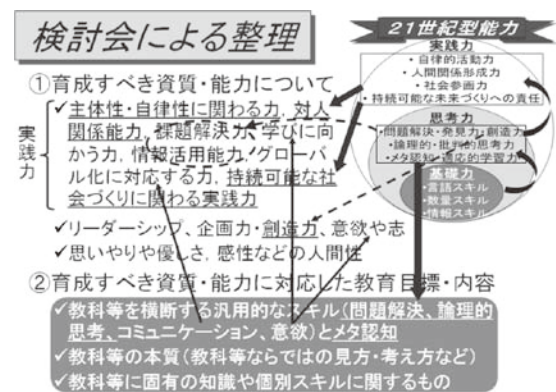 検討会による整理
①育成すべき資質・能力について
実践力
✓主体性・自律性に関わる力, 対人
関係能力, 課題解決力, 学びに向
かう力, 情報活用能力, グローバ
ル化に対応する力, 持続可能な社
会づくりに関わる実践力
✓リーダーシップ、企画力・創造力、意欲や志
✓思いやりや優しさ、感性などの人間性
②育成すべき資質・能力に対応した教育目標・内容
✓教科等を横断する汎用的なスキル(問題解決、論理的
思考、コミュニケーション、意欲)とメタ認知
✓教科等の本質(教科等ならではの見方・考え方など)
✓教科等に固有の知識や個別スキルに関するもの
21世紀型能力
実践力
・自律的活動力
・人間関係形成力
・社会参画力
・持続可能な未来づくりへの責任
思考力
・問題解決・発見力・創造力
・論理的・批判的思考力
・メタ認知・適応的学習力
基礎力
・言語スキル
・数量スキル
・情報スキル